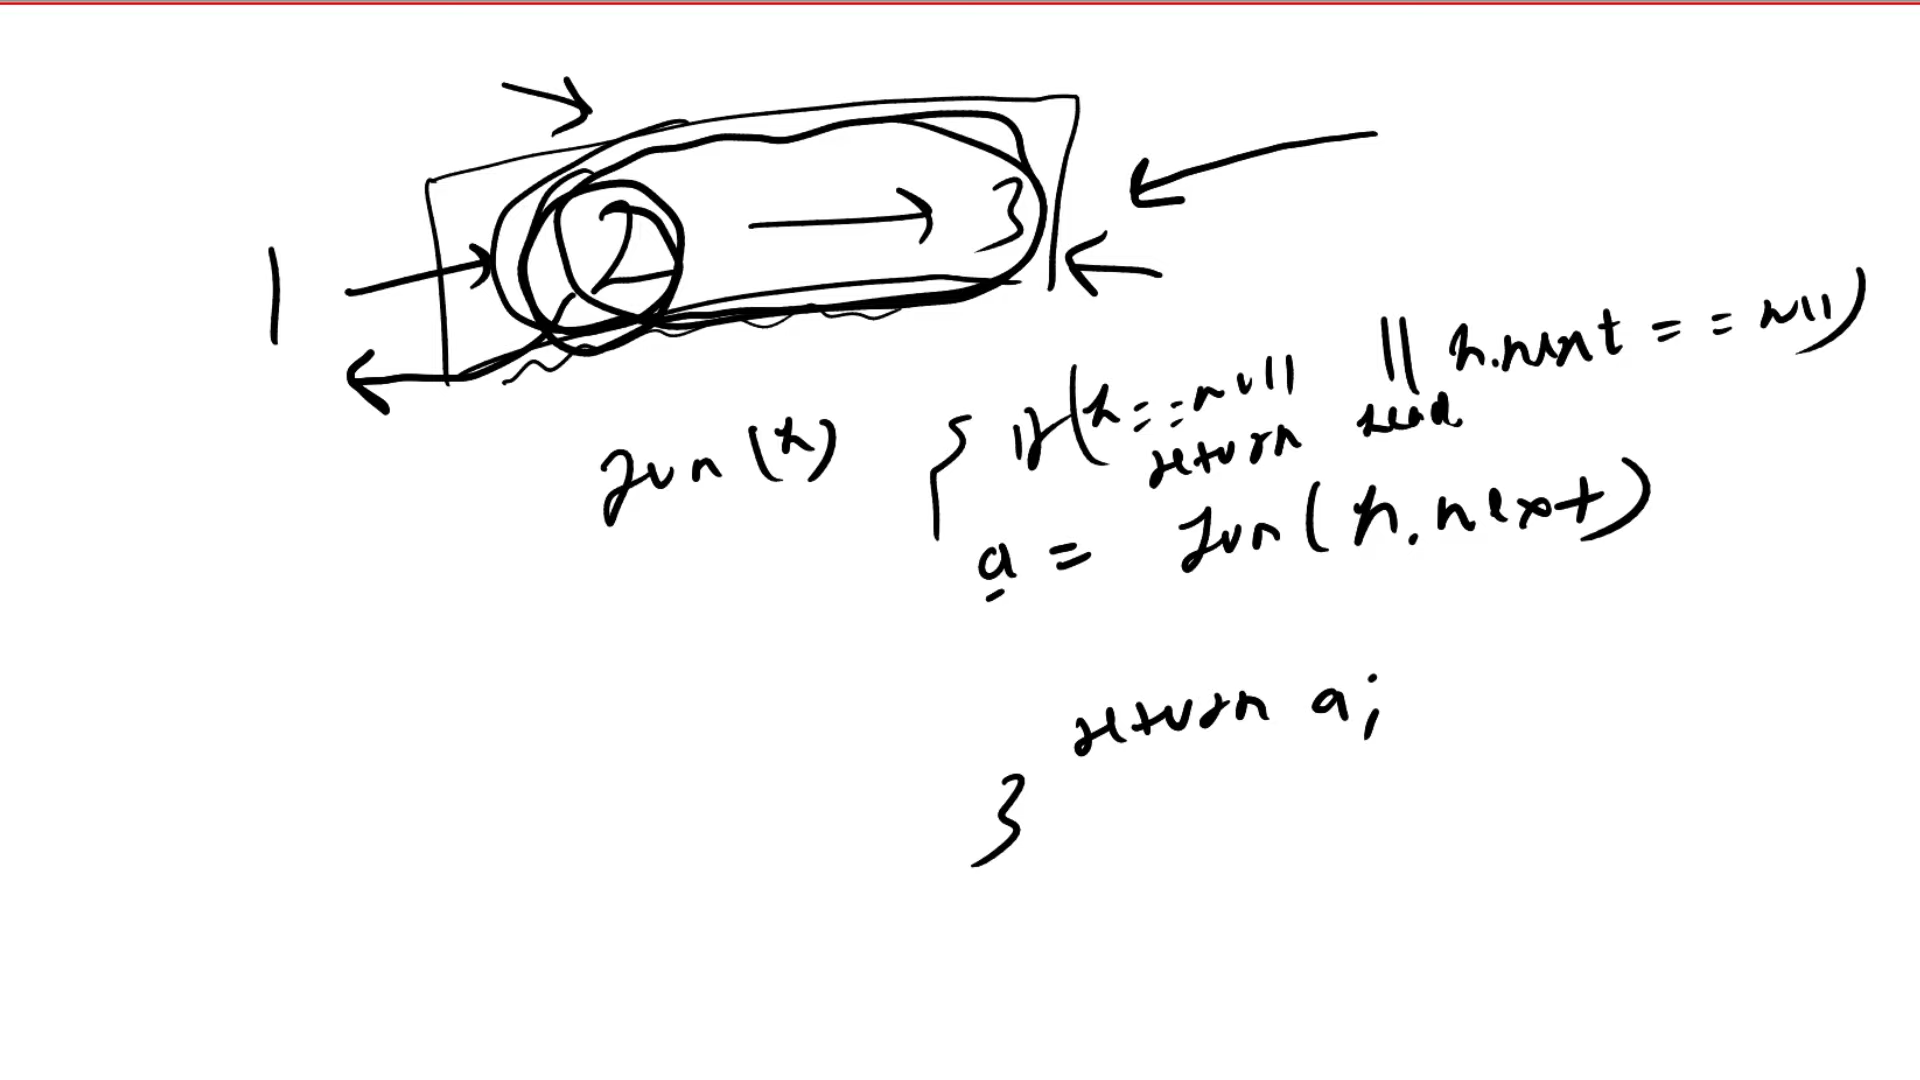 1 2 3
fun (h) { if (h == null || h.next == null)
return head
a = fun (h.next)
return a;
}